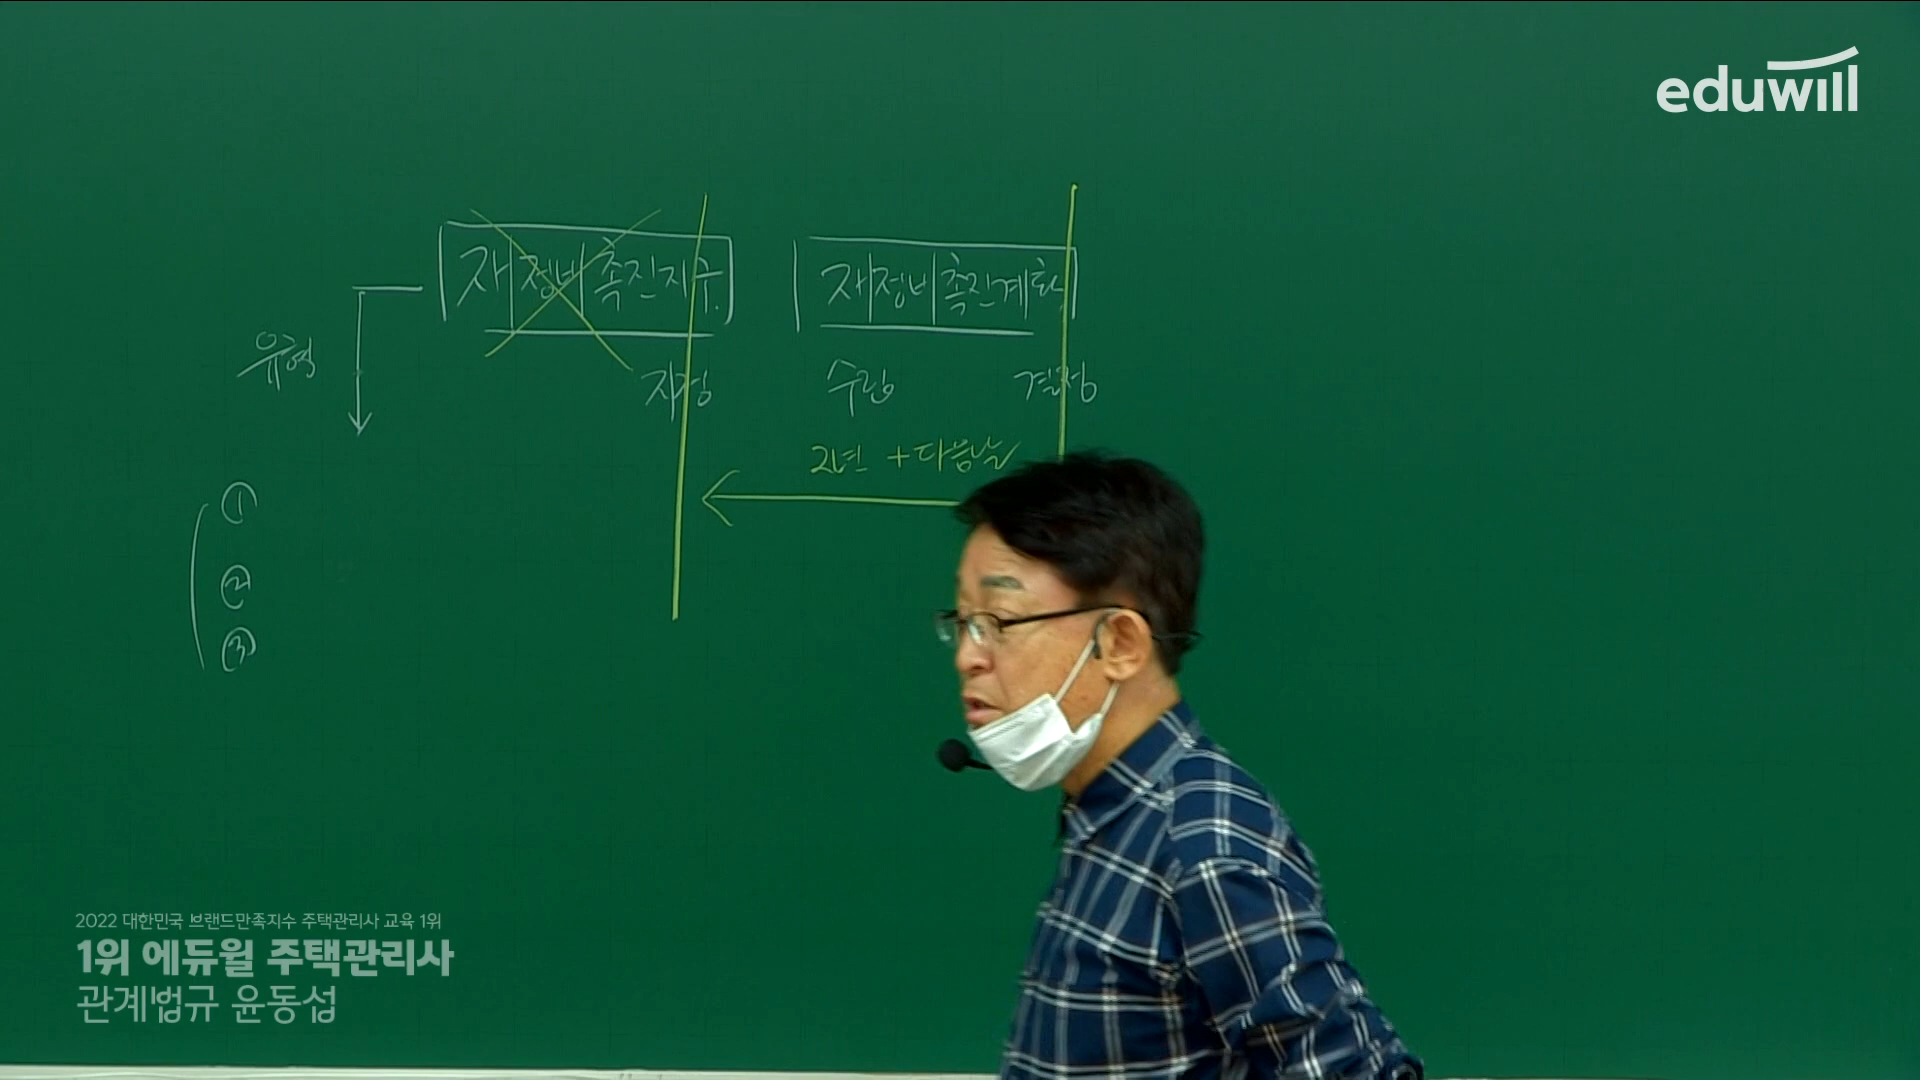 eduwill
재정비촉진지구
재정비촉진계획
유형
지정
수립
결정
2년 +다음날
①
②
③
2022 대한민국 브랜드만족지수 주택관리사 교육 1위
1위 에듀윌 주택관리사
관계법규 윤동섭